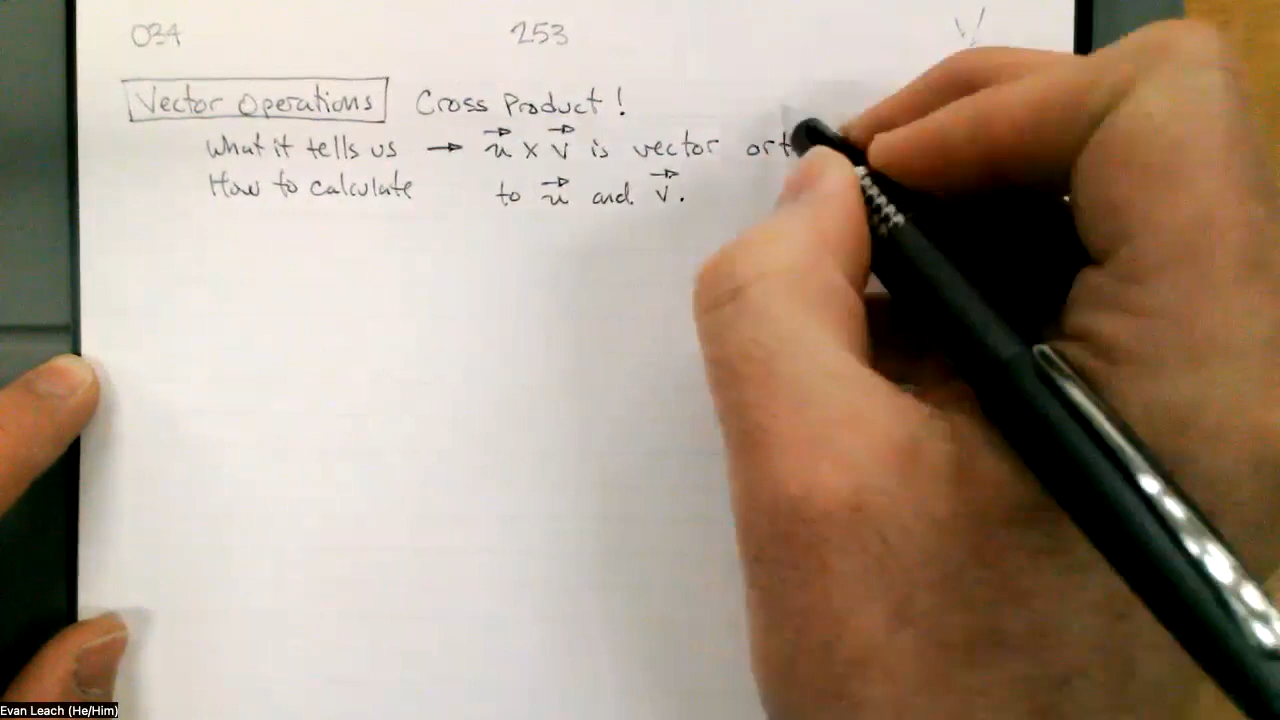 034 253 V!
Vector Operations Cross Product!
What it tells us → u⃗ x v⃗ is vector ort
How to calculate to u⃗ and v⃗.
Evan Leach (He/Him)